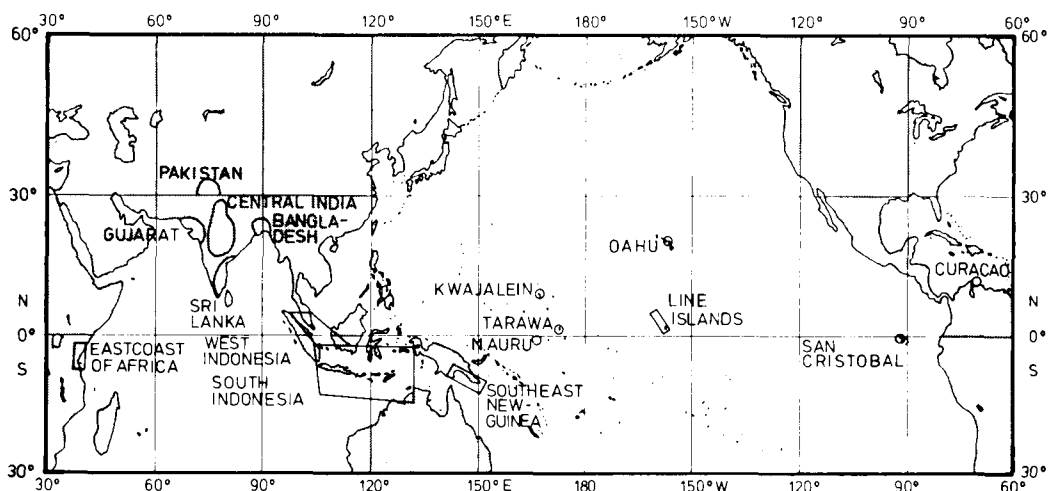 30° 60° 90° 120° 150°E 180° 150°W 120° 90° 60°
60° 60°
PAKISTAN
30° 30°
CENTRAL INDIA
BANGLA-
DESH
GUJARAT
OAHU
CURAÇAO
KWAJALEIN
N N
SRI
LANKA
LINE
ISLANDS
TARAWA
0° 0°
NAURU
EASTCOAST
OF AFRICA
WEST
INDONESIA
SAN
CRISTOBAL
S S
SOUTH
INDONESIA
SOUTHEAST
NEW-
GUINEA
30° 30°
30° 60° 90° 120° 150°E 180° 150°W 120° 90° 60°